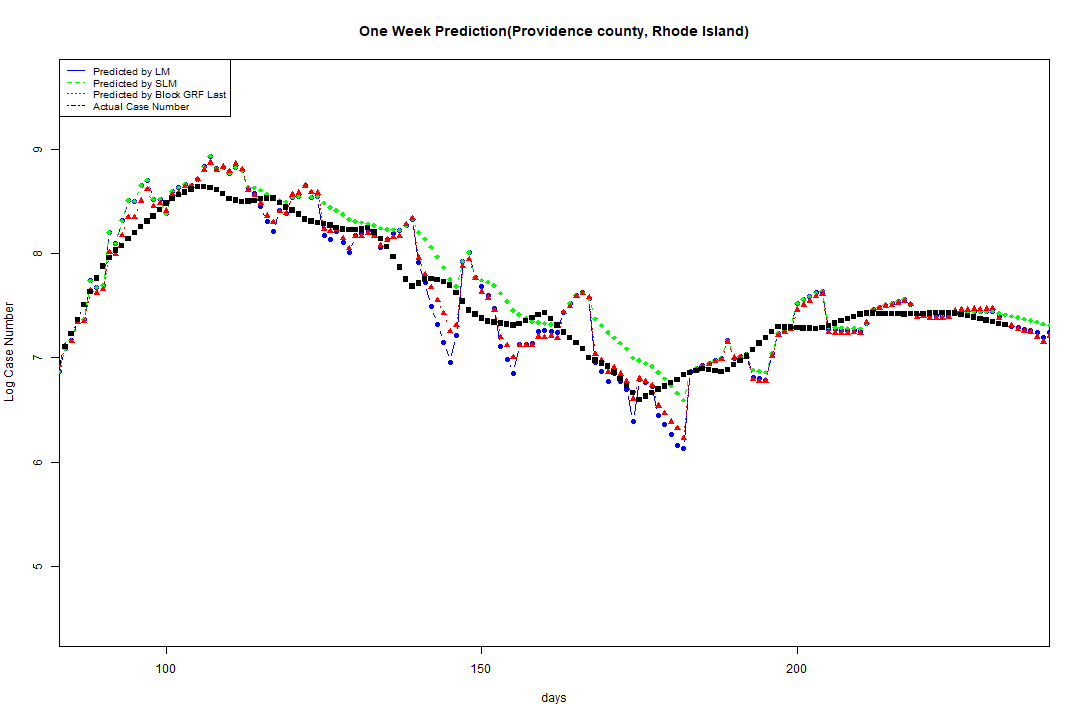 One Week Prediction(Providence county, Rhode Island)
Predicted by LM
Predicted by SLM
Predicted by Block GRF Last
Actual Case Number
9
8
7
6
5
Log Case Number
100 150 200
days